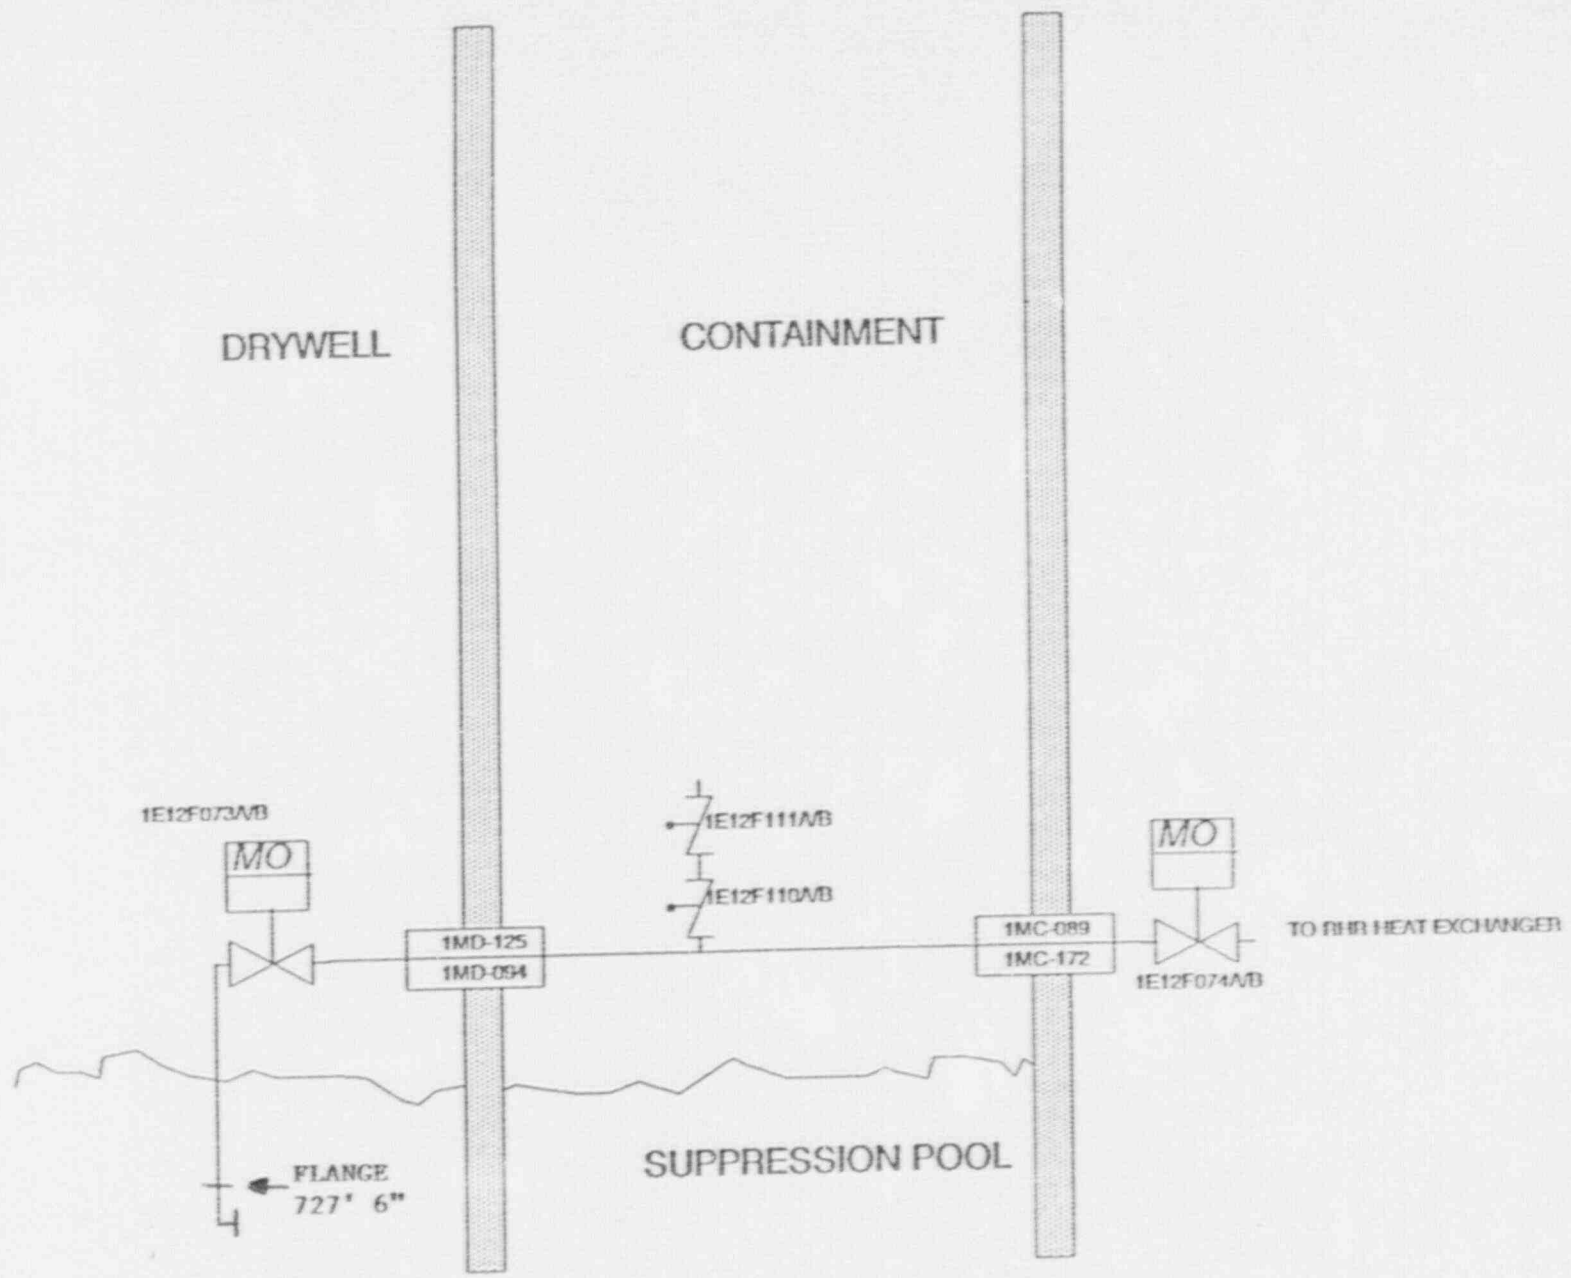 DRYWELL
CONTAINMENT
1E12F073A/B
MO
1E12F111A/B
1E12F110A/B
MO
1MD-125
1MD-094
1MC-089
1MC-172
TO RHR HEAT EXCHANGER
1E12F074A/B
SUPPRESSION POOL
FLANGE
727' 6"